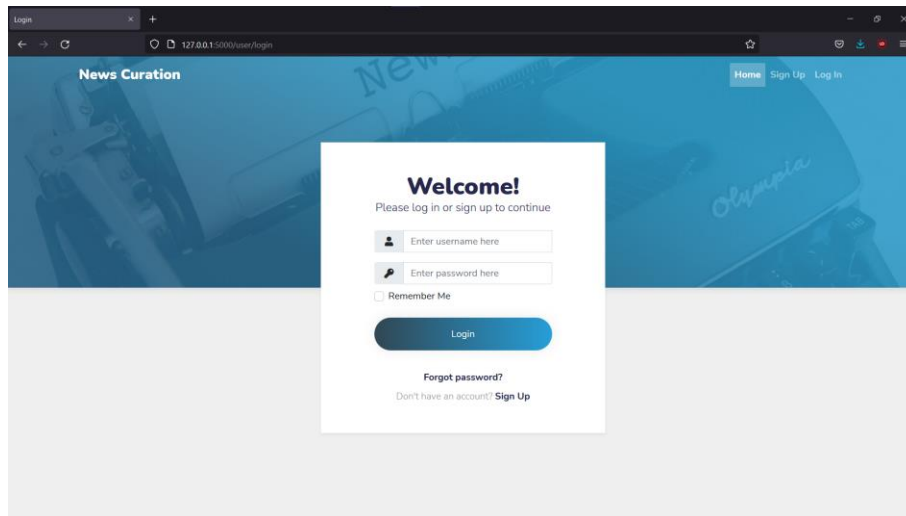 Login
127.0.0.1:5000/user/login
News Curation
Home Sign Up Log In
New
Olympia
Welcome!
Please log in or sign up to continue
Enter username here
Enter password here
Remember Me
Login
Forgot password?
Don't have an account? Sign Up